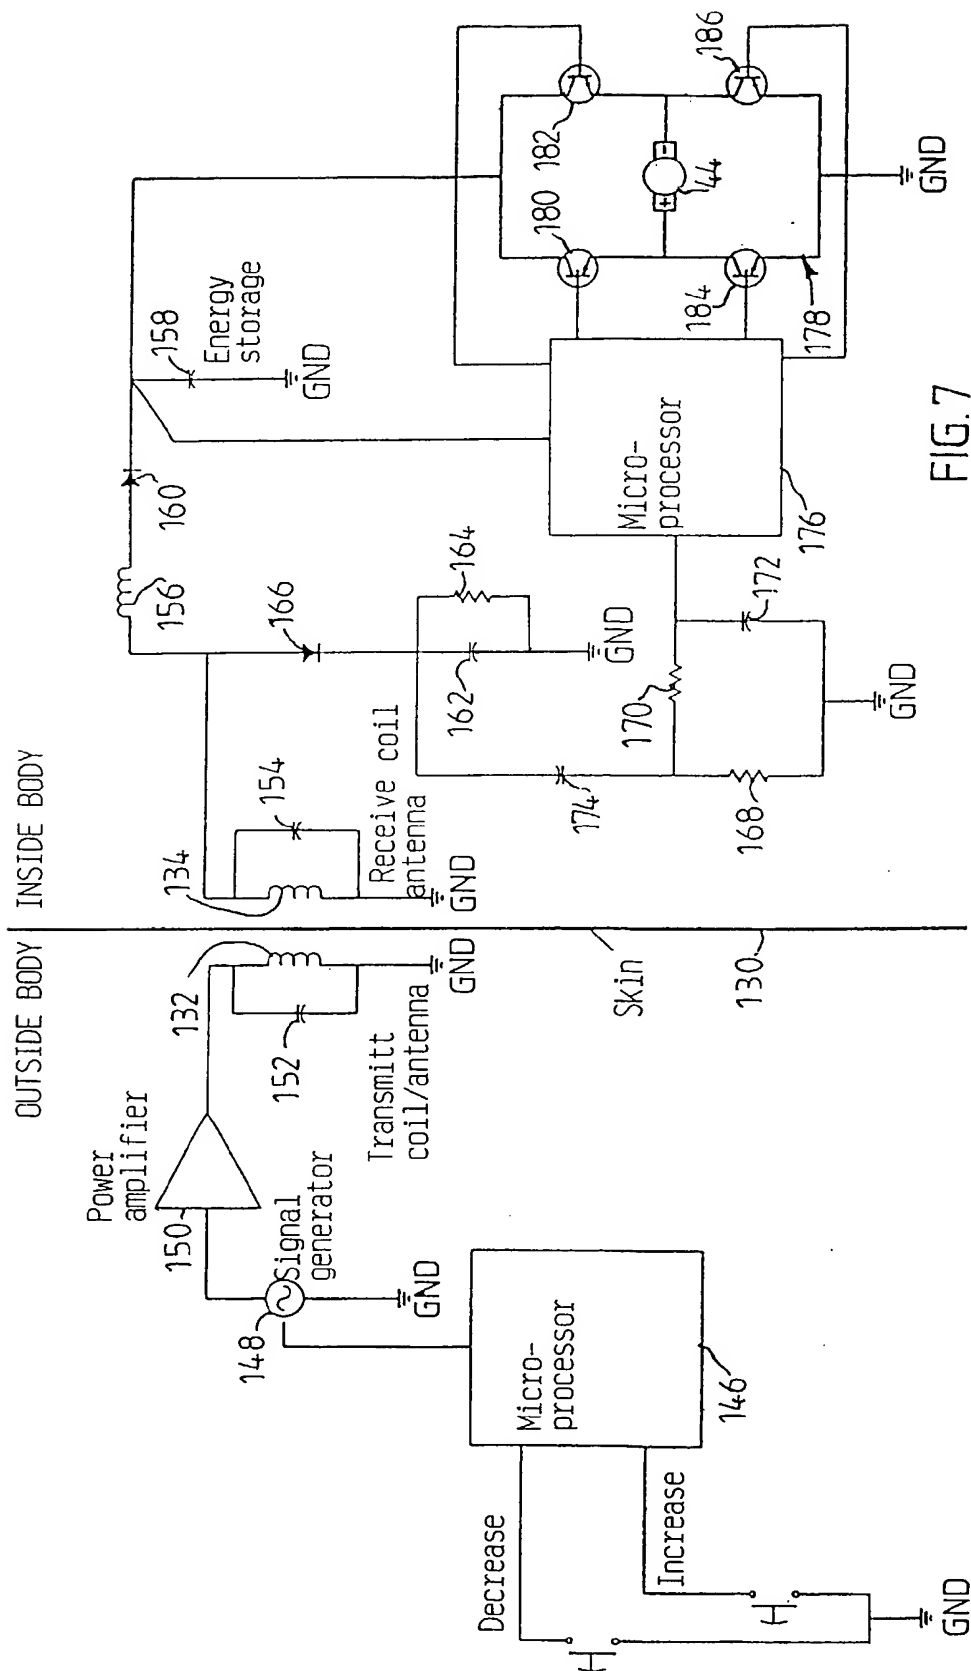 OUTSIDE BODY
INSIDE BODY
Power
amplifier
150
148
Signal
generator
GND
132
152
Transmitt
coil/antenna
GND
Decrease
Increase
GND
Micro-
processor
146
Skin
130
134
154
Receive coil
antenna
GND
156
160
158
Energy
storage
GND
166
162
164
GND
174
170
168
172
GND
Micro-
processor
176
180
182
184
186
+
-
44
178
GND
FIG. 7